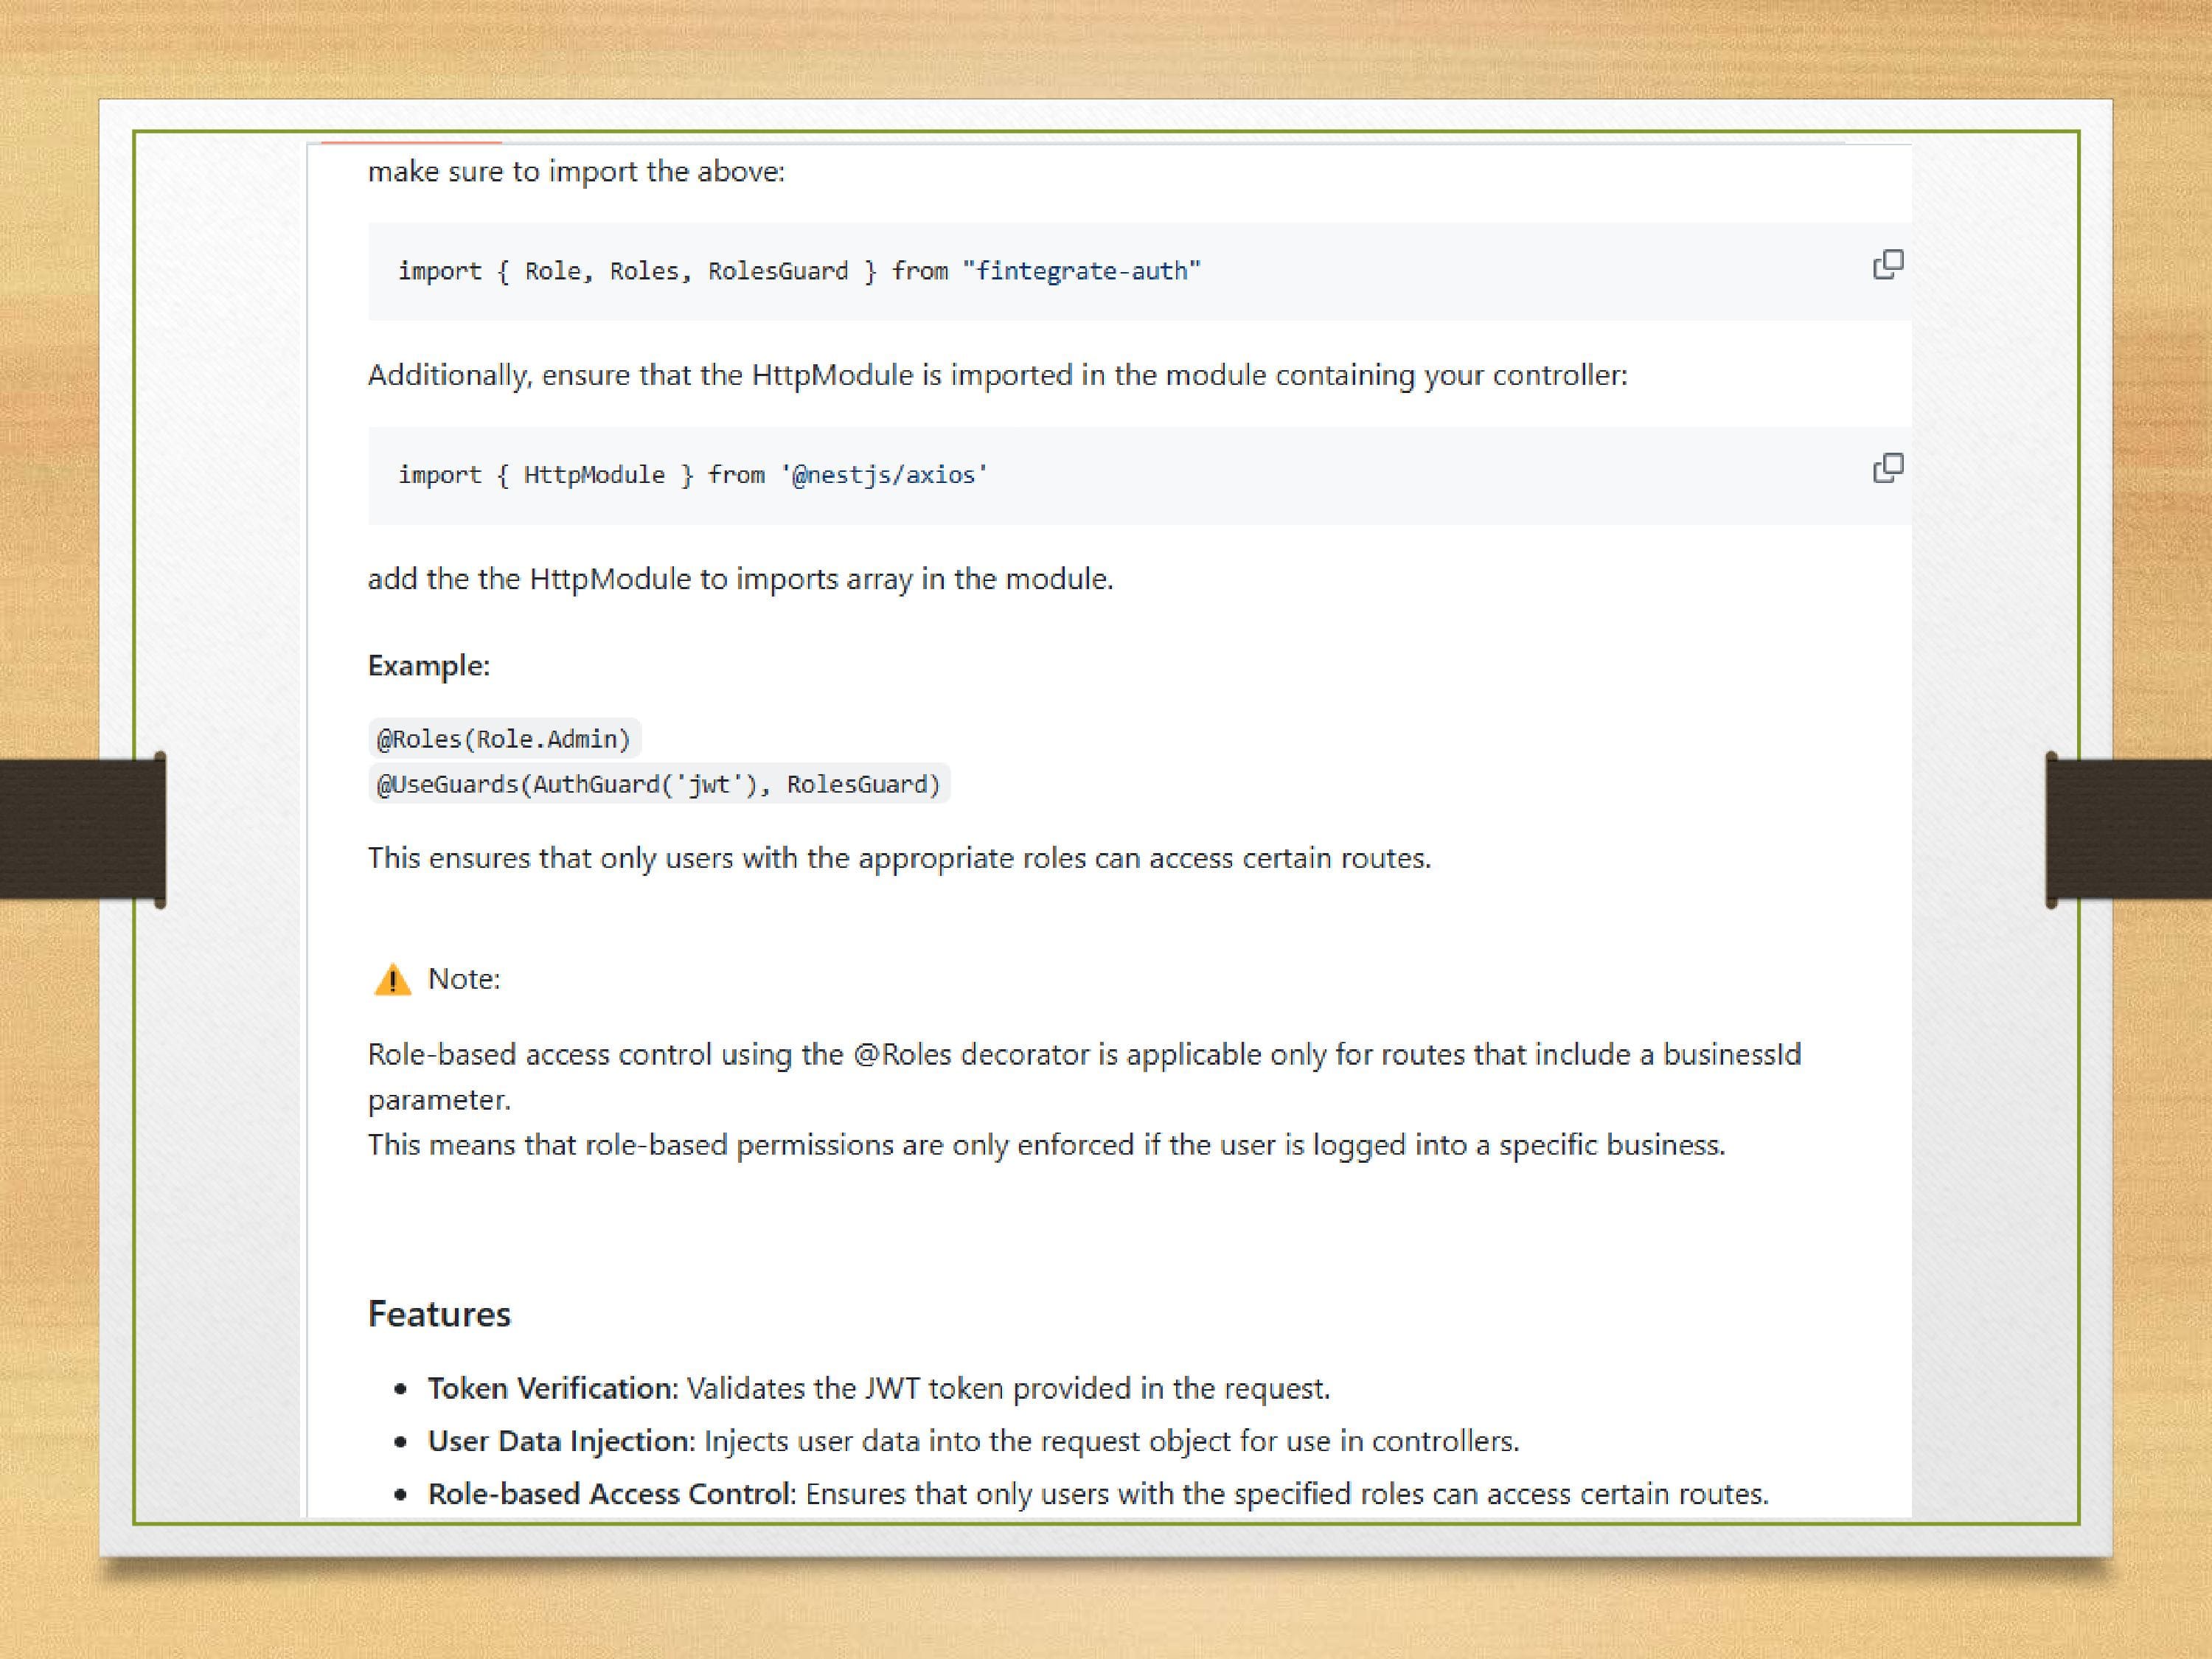 make sure to import the above:
import { Role, Roles, RolesGuard } from "fintegrate-auth"
Additionally, ensure that the HttpModule is imported in the module containing your controller:
import { HttpModule } from '@nestjs/axios'
add the the HttpModule to imports array in the module.
Example:
@Roles(Role.Admin)
@UseGuards(AuthGuard('jwt'), RolesGuard)
This ensures that only users with the appropriate roles can access certain routes.
Note:
Role-based access control using the @Roles decorator is applicable only for routes that include a businessId
parameter.
This means that role-based permissions are only enforced if the user is logged into a specific business.
Features
• Token Verification: Validates the JWT token provided in the request.
• User Data Injection: Injects user data into the request object for use in controllers.
• Role-based Access Control: Ensures that only users with the specified roles can access certain routes.